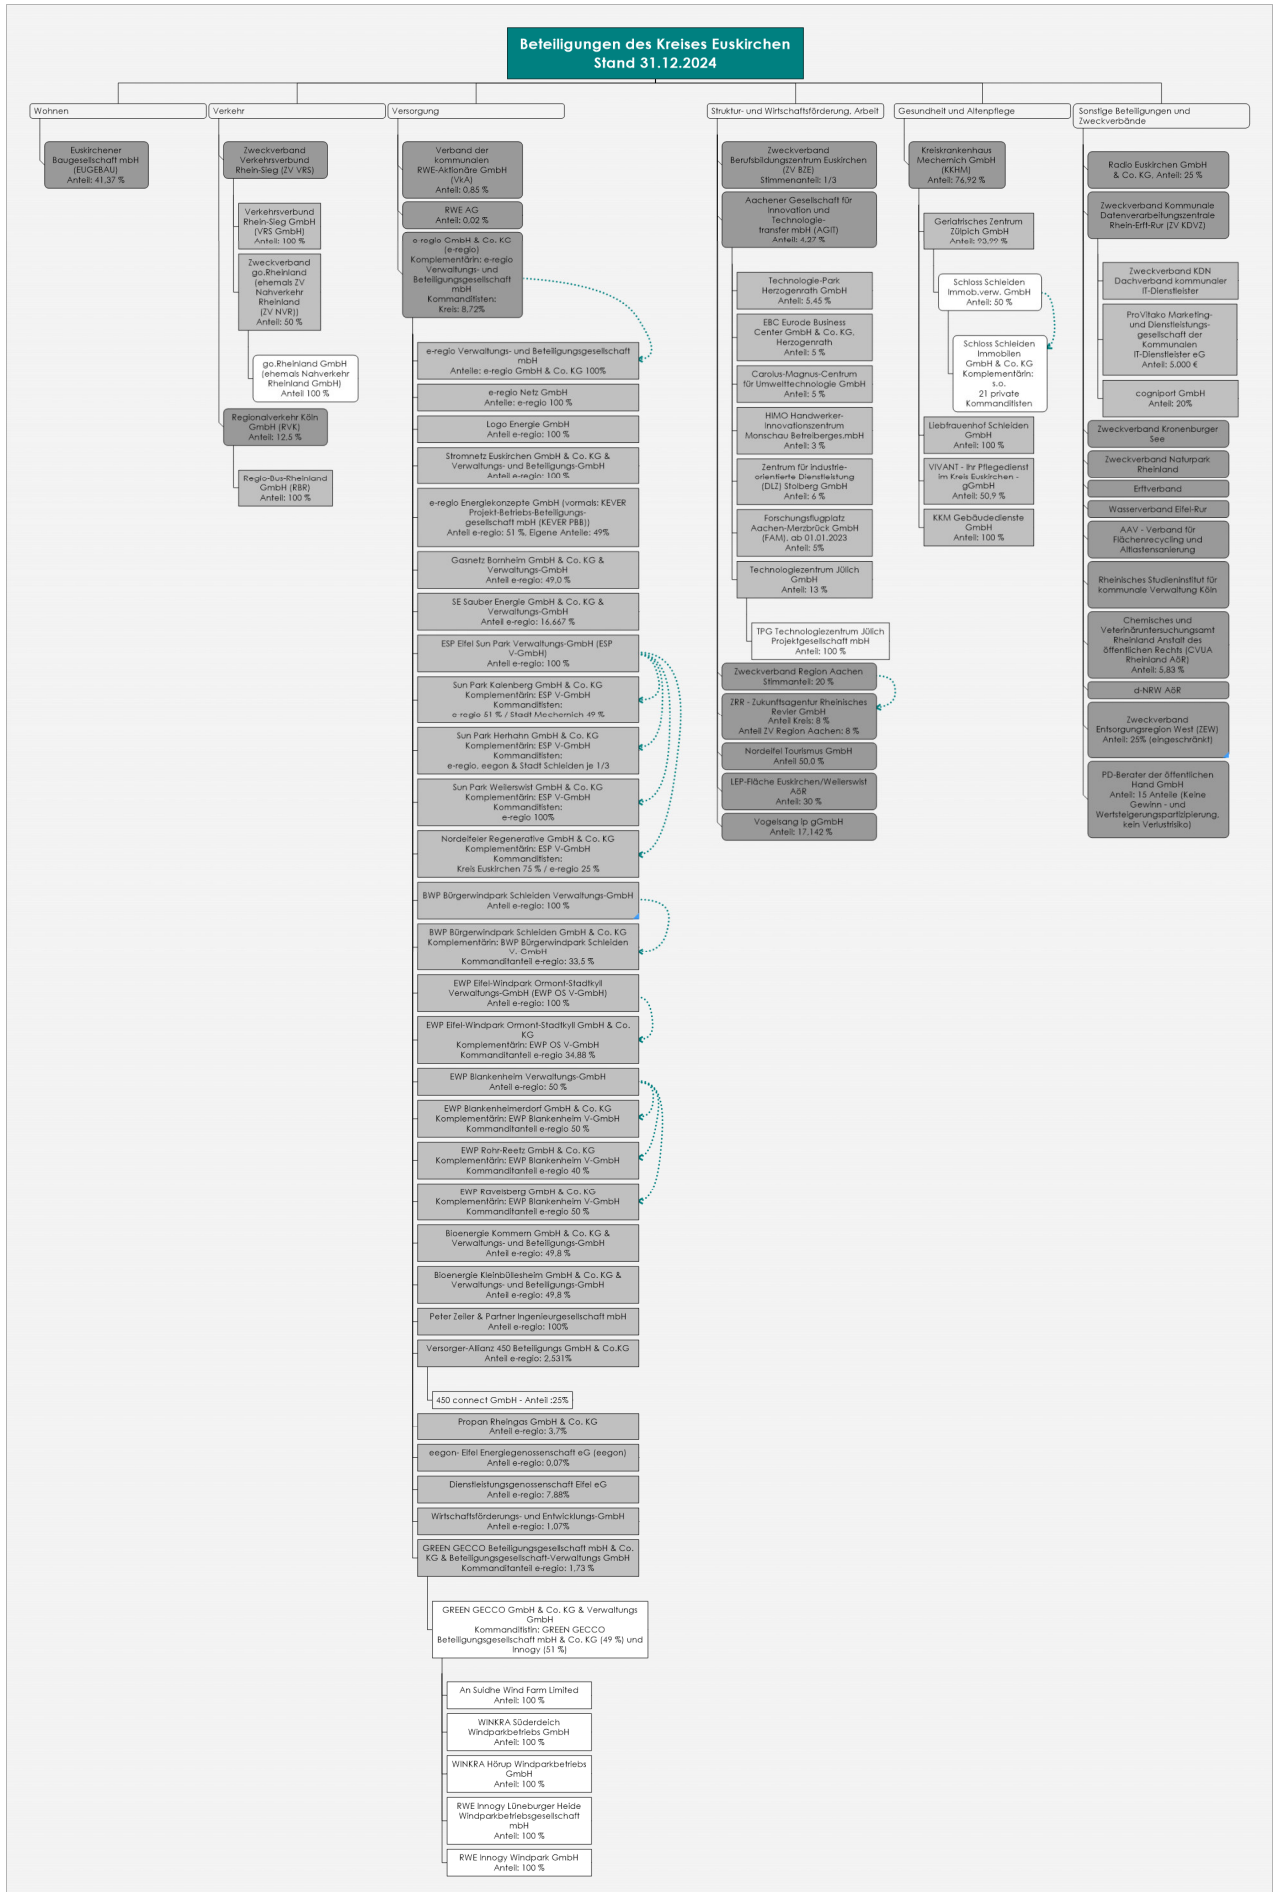 Beteiligungen des Kreises Euskirchen
Stand 31.12.2024
Wohnen
Euskirchener
Baugesellschaft mbH
(EUGEBAU)
Anteil: 41,37 %
Verkehr
Zweckverband
Verkehrsverbund
Rhein-Sieg (ZV VRS)
Verkehrsverbund
Rhein-Sieg GmbH
(VRS GmbH)
Anteil: 100 %
Zweckverband
go.Rheinland
(ehemals ZV
Nahverkehr
Rheinland
(ZV NVR))
Anteil: 50 %
go.Rheinland GmbH
(ehemals Nahverkehr
Rheinland GmbH)
Anteil 100 %
Regionalverkehr Köln
GmbH (RVK)
Anteil: 12,5 %
Regio-Bus-Rheinland
GmbH (RBR)
Anteil: 100 %
Versorgung
Verband der
kommunalen
RWE-Aktionäre GmbH
(VkA)
Anteil: 0,85 %
RWE AG
Anteil: 0,02 %
e-regio GmbH & Co. KG
(e-regio)
Komplementärin: e-regio
Verwaltungs- und
Beteiligungsgesellschaft
mbH
Kommanditisten:
Kreis: 8,72%
e-regio Verwaltungs- und Beteiligungsgesellschaft
mbH
Anteile: e-regio GmbH & Co. KG 100%
e-regio Netz GmbH
Anteile: e-regio 100 %
Logo Energie GmbH
Anteil e-regio: 100 %
Stromnetz Euskirchen GmbH & Co. KG &
Verwaltungs- und Beteiligungs-GmbH
Anteil e-regio: 100 %
e-regio Energiekonzepte GmbH (vormals: KEVER
Projekt-Betriebs-Beteiligungs-
gesellschaft mbH (KEVER PBB))
Anteil e-regio: 51 %, Eigene Anteile: 49%
Gasnetz Bornheim GmbH & Co. KG &
Verwaltungs-GmbH
Anteil e-regio: 49,0 %
SE Sauber Energie GmbH & Co. KG &
Verwaltungs-GmbH
Anteil e-regio: 16,667 %
ESP Eifel Sun Park Verwaltungs-GmbH (ESP
V-GmbH)
Anteil e-regio: 100 %
Sun Park Kalenberg GmbH & Co. KG
Komplementärin: ESP V-GmbH
Kommanditisten:
e-regio 51 % / Stadt Mechernich 49 %
Sun Park Herhahn GmbH & Co. KG
Komplementärin: ESP V-GmbH
Kommanditisten:
e-regio, eegon & Stadt Schleiden je 1/3
Sun Park Weilerswist GmbH & Co. KG
Komplementärin: ESP V-GmbH
Kommanditisten:
e-regio 100%
Nordeifeler Regenerative GmbH & Co. KG
Komplementärin: ESP V-GmbH
Kommanditisten:
Kreis Euskirchen 75 % / e-regio 25 %
BWP Bürgerwindpark Schleiden Verwaltungs-GmbH
Anteil e-regio: 100 %
BWP Bürgerwindpark Schleiden GmbH & Co. KG
Komplementärin: BWP Bürgerwindpark Schleiden
V. GmbH
Kommanditanteil e-regio: 33,5 %
EWP Eifel-Windpark Ormont-Stadtkyll
Verwaltungs-GmbH (EWP OS V-GmbH)
Anteil e-regio: 100 %
EWP Eifel-Windpark Ormont-Stadtkyll GmbH & Co.
KG
Komplementärin: EWP OS V-GmbH
Kommanditanteil e-regio 34,88 %
EWP Blankenheim Verwaltungs-GmbH
Anteil e-regio: 50 %
EWP Blankenheimerdorf GmbH & Co. KG
Komplementärin: EWP Blankenheim V-GmbH
Kommanditanteil e-regio 50 %
EWP Rohr-Reetz GmbH & Co. KG
Komplementärin: EWP Blankenheim V-GmbH
Kommanditanteil e-regio 40 %
EWP Ravelsberg GmbH & Co. KG
Komplementärin: EWP Blankenheim V-GmbH
Kommanditanteil e-regio 50 %
Bioenergie Kommern GmbH & Co. KG &
Verwaltungs- und Beteiligungs-GmbH
Anteil e-regio: 49,8 %
Bioenergie Kleinbüllesheim GmbH & Co. KG &
Verwaltungs- und Beteiligungs-GmbH
Anteil e-regio: 49,8 %
Peter Zeiler & Partner Ingenieurgesellschaft mbH
Anteil e-regio: 100%
Versorger-Allianz 450 Beteiligungs GmbH & Co.KG
Anteil e-regio: 2,531%
450 connect GmbH - Anteil :25%
Propan Rheingas GmbH & Co. KG
Anteil e-regio: 3,7%
eegon- Eifel Energiegenossenschaft eG (eegon)
Anteil e-regio: 0,07%
Dienstleistungsgenossenschaft Eifel eG
Anteil e-regio: 7,88%
Wirtschaftsförderungs- und Entwicklungs-GmbH
Anteil e-regio: 1,07%
GREEN GECCO Beteiligungsgesellschaft mbH & Co.
KG & Beteiligungsgesellschaft-Verwaltungs GmbH
Kommanditanteil e-regio: 1,73 %
GREEN GECCO GmbH & Co. KG & Verwaltungs
GmbH
Kommanditistin: GREEN GECCO
Beteiligungsgesellschaft mbH & Co. KG (49 %) und
Innogy (51 %)
An Suidhe Wind Farm Limited
Anteil: 100 %
WINKRA Süderdeich
Windparkbetriebs GmbH
Anteil: 100 %
WINKRA Hörup Windparkbetriebs
GmbH
Anteil: 100 %
RWE Innogy Lüneburger Heide
Windparkbetriebsgesellschaft
mbH
Anteil: 100 %
RWE Innogy Windpark GmbH
Anteil: 100 %
Struktur- und Wirtschaftsförderung, Arbeit
Zweckverband
Berufsbildungszentrum Euskirchen
(ZV BZE)
Stimmenanteil: 1/3
Aachener Gesellschaft für
Innovation und
Technologie-
transfer mbH (AGIT)
Anteil: 4,27 %
Technologie-Park
Herzogenrath GmbH
Anteil: 5,45 %
EBC Eurode Business
Center GmbH & Co. KG,
Herzogenrath
Anteil: 5 %
Carolus-Magnus-Centrum
für Umwelttechnologie GmbH
Anteil: 5 %
HIMO Handwerker-
Innovationszentrum
Monschau Betreiberges.mbH
Anteil: 3 %
Zentrum für industrie-
orientierte Dienstleistung
(DLZ) Stolberg GmbH
Anteil: 6 %
Forschungsflugplatz
Aachen-Merzbrück GmbH
(FAM), ab 01.01.2023
Anteil: 5%
Technologiezentrum Jülich
GmbH
Anteil: 13 %
TPG Technologiezentrum Jülich
Projektgesellschaft mbH
Anteil: 100 %
Zweckverband Region Aachen
Stimmanteil: 20 %
ZRR - Zukunftsagentur Rheinisches
Revier GmbH
Anteil Kreis: 8 %
Anteil ZV Region Aachen: 8 %
Nordeifel Tourismus GmbH
Anteil 50,0 %
LEP-Fläche Euskirchen/Weilerswist
AöR
Anteil: 30 %
Vogelsang ip gGmbH
Anteil: 17,142 %
Gesundheit und Altenpflege
Kreiskrankenhaus
Mechernich GmbH
(KKHM)
Anteil: 76,92 %
Geriatrisches Zentrum
Zülpich GmbH
Anteil: 93,99 %
Schloss Schleiden
Immob.verw. GmbH
Anteil: 50 %
Schloss Schleiden
Immobilen
GmbH & Co. KG
Komplementärin:
s.o.
21 private
Kommanditisten
Liebfrauenhof Schleiden
GmbH
Anteil: 100 %
VIVANT - Ihr Pflegedienst
im Kreis Euskirchen -
gGmbH
Anteil: 50,9 %
KKM Gebäudedienste
GmbH
Anteil: 100 %
Sonstige Beteiligungen und
Zweckverbände
Radio Euskirchen GmbH
& Co. KG, Anteil: 25 %
Zweckverband Kommunale
Datenverarbeitungszentrale
Rhein-Erft-Rur (ZV KDVZ)
Zweckverband KDN
Dachverband kommunaler
IT-Dienstleister
ProVitako Marketing-
und Dienstleistungs-
gesellschaft der
Kommunalen
IT-Dienstleister eG
Anteil: 5.000 €
cogniport GmbH
Anteil: 20%
Zweckverband Kronenburger
See
Zweckverband Naturpark
Rheinland
Erftverband
Wasserverband Eifel-Rur
AAV - Verband für
Flächenrecycling und
Altlastensanierung
Rheinisches Studieninstitut für
kommunale Verwaltung Köln
Chemisches und
Veterinäruntersuchungsamt
Rheinland Anstalt des
öffentlichen Rechts (CVUA
Rheinland AöR)
Anteil: 5,83 %
d-NRW AöR
Zweckverband
Entsorgungsregion West (ZEW)
Anteil: 25% (eingeschränkt)
PD-Berater der öffentlichen
Hand GmbH
Anteil: 15 Anteile (Keine
Gewinn - und
Wertsteigerungspartizipierung,
kein Verlustrisiko)